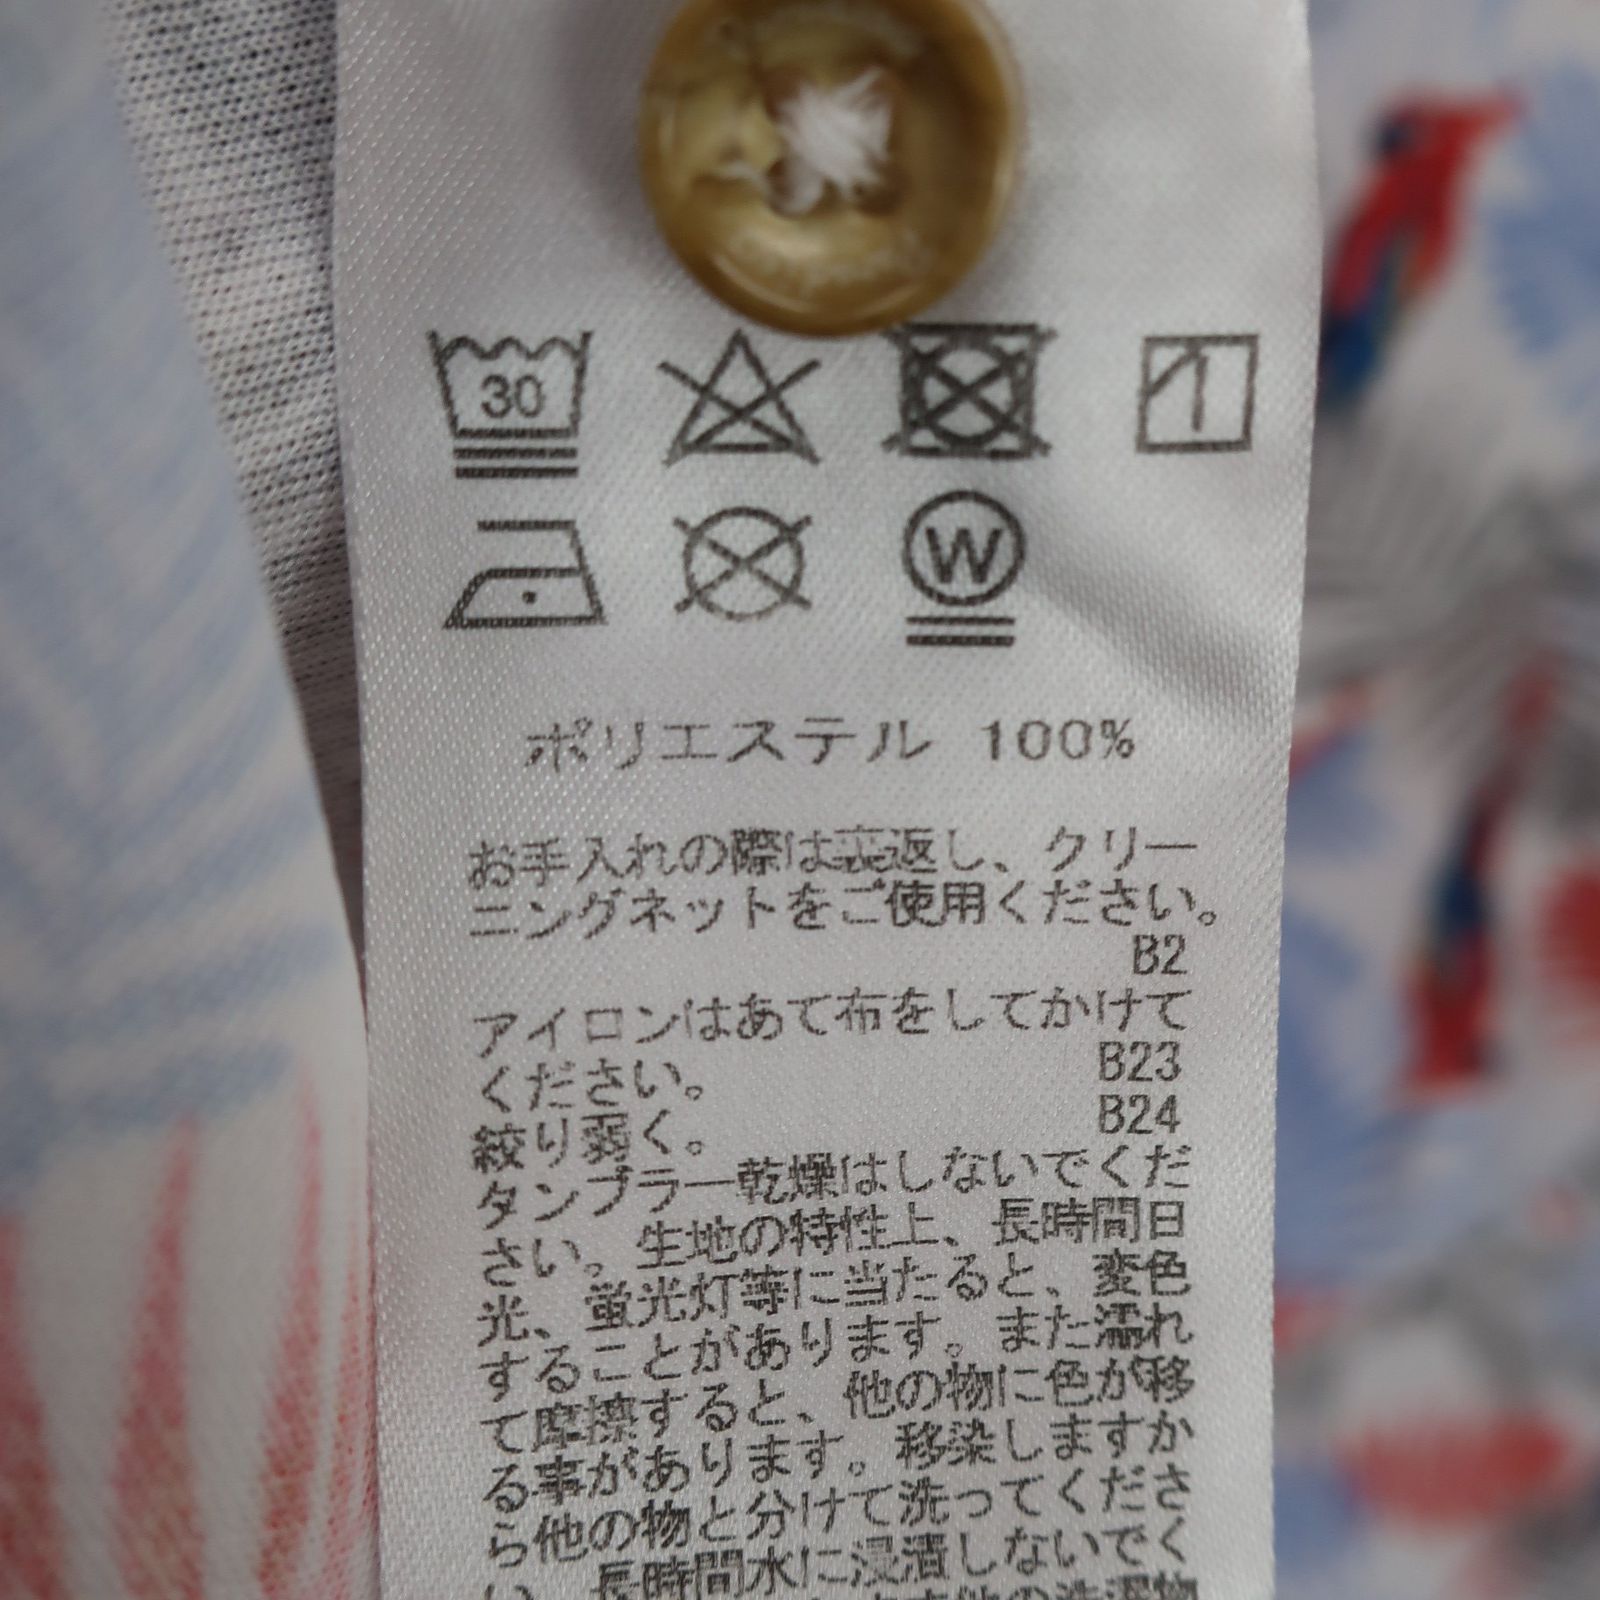 30
W
ポリエステル 100%
お手入れの際は裏返し、クリー
ニングネットをご使用ください。
B2
アイロンはあて布をしてかけて
ください。 B23
絞り弱く。 B24
タンブラー乾燥はしないでくだ
さい。生地の特性上、長時間日
光、蛍光灯等に当たると、変色
することがあります。また濡れ
て摩擦すると、他の物に色が移
る事があります。移染しますか
ら他の物と分けて洗ってくださ
い。長時間水に浸漬しないでく